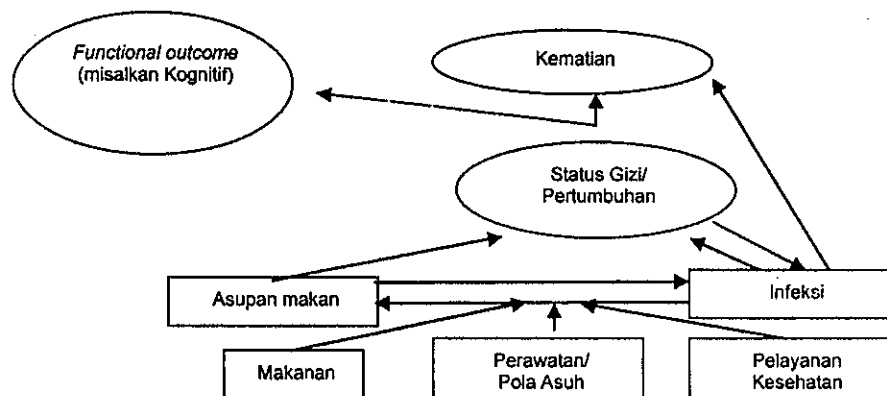 Functional outcome
(misalkan Kognitif)
Kematian
Status Gizi/
Pertumbuhan
Asupan makan
Infeksi
Makanan
Perawatan/
Pola Asuh
Pelayanan
Kesehatan